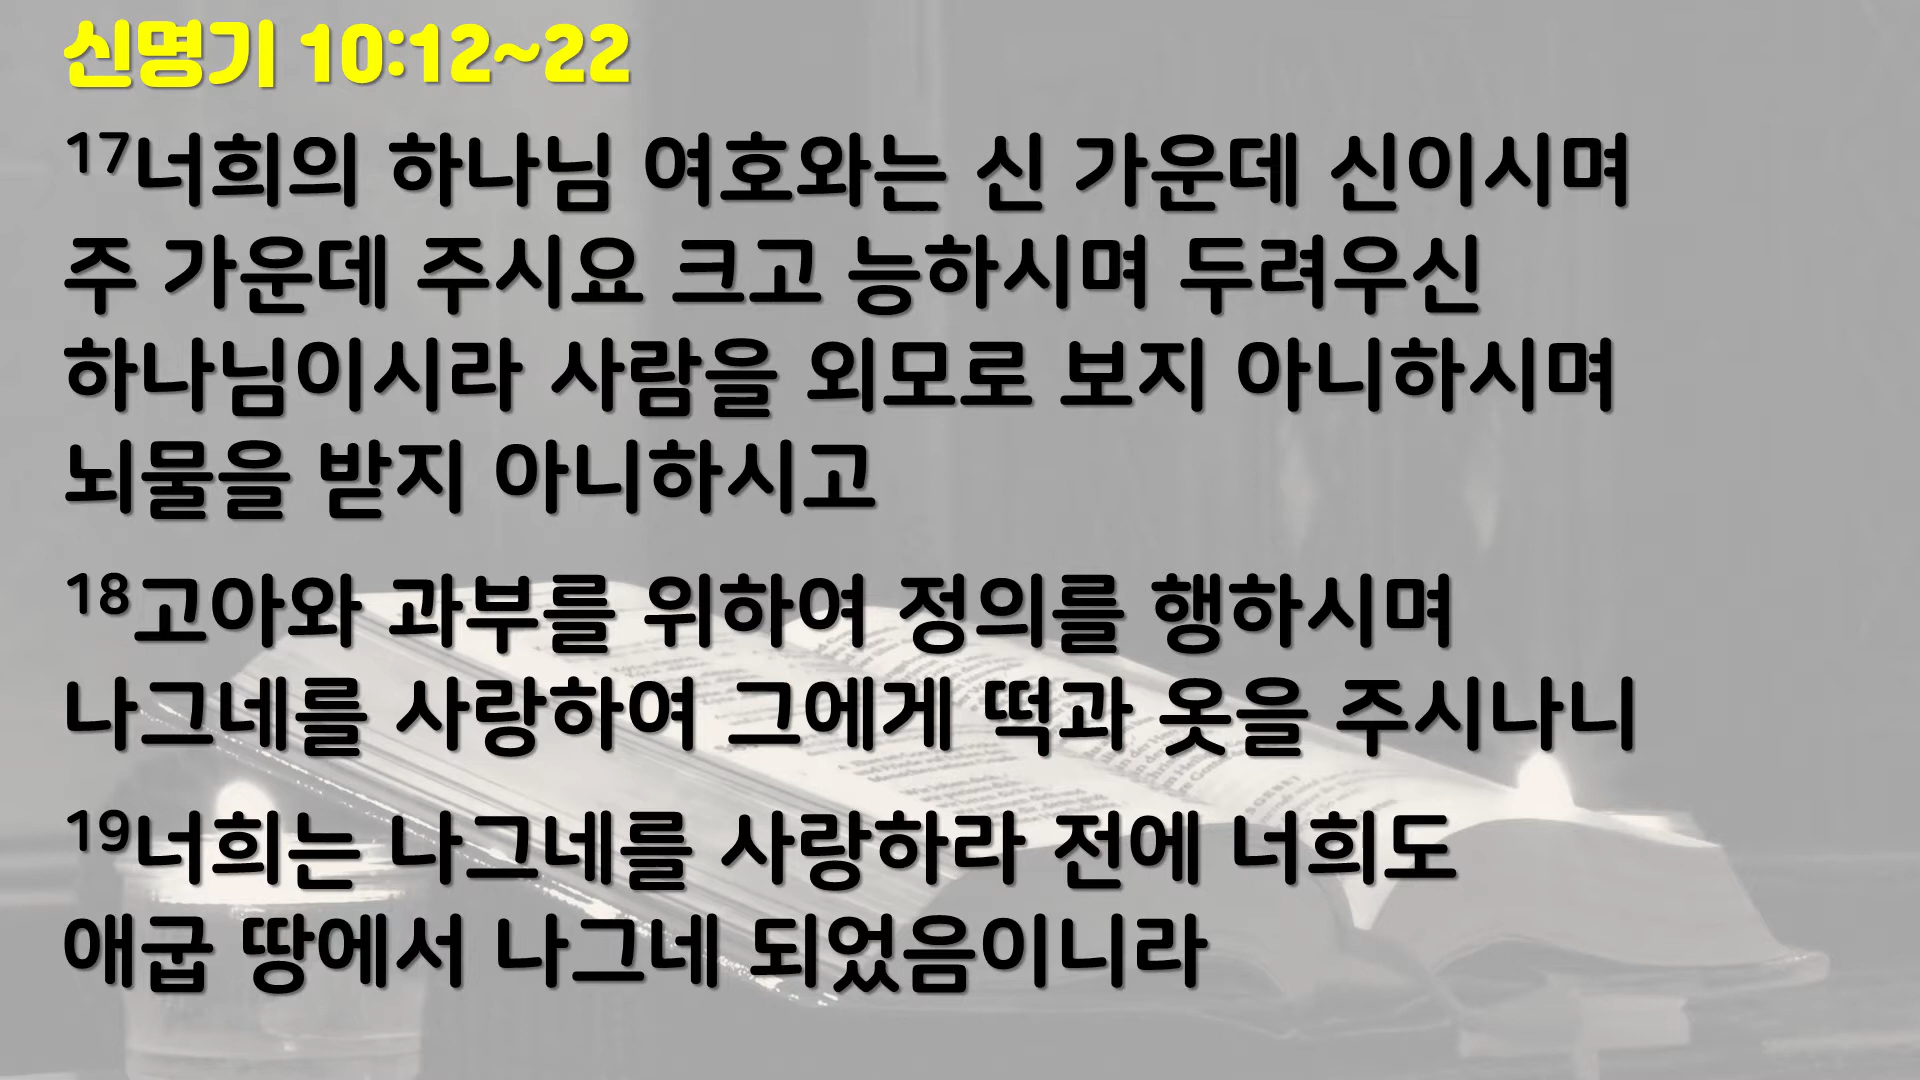 신명기 10:12~22
17너희의 하나님 여호와는 신 가운데 신이시며
주 가운데 주시요 크고 능하시며 두려우신
하나님이시라 사람을 외모로 보지 아니하시며
뇌물을 받지 아니하시고
18고아와 과부를 위하여 정의를 행하시며
나그네를 사랑하여 그에게 떡과 옷을 주시나니
19너희는 나그네를 사랑하라 전에 너희도
애굽 땅에서 나그네 되었음이니라